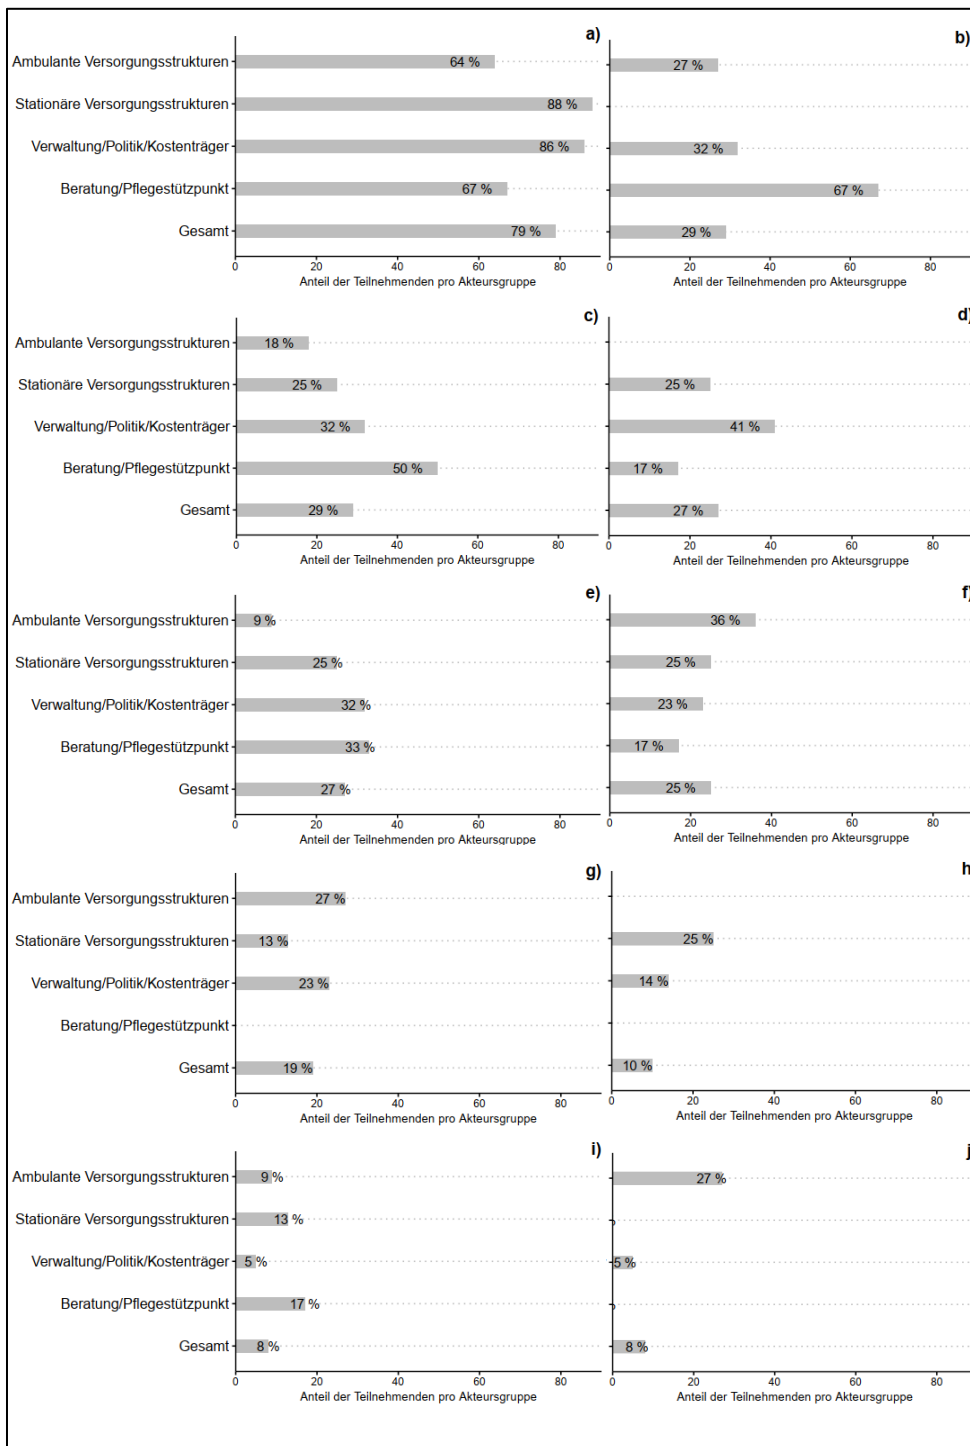 a) b)
Ambulante Versorgungsstrukturen 64 % 27 %
Stationäre Versorgungsstrukturen 88 %
Verwaltung/Politik/Kostenträger 86 % 32 %
Beratung/Pflegestützpunkt 67 % 67 %
Gesamt 79 % 29 %
0 20 40 60 80 0 20 40 60 80
Anteil der Teilnehmenden pro Akteursgruppe Anteil der Teilnehmenden pro Akteursgruppe
c) d)
Ambulante Versorgungsstrukturen 18 %
Stationäre Versorgungsstrukturen 25 % 25 %
Verwaltung/Politik/Kostenträger 32 % 41 %
Beratung/Pflegestützpunkt 50 % 17 %
Gesamt 29 % 27 %
0 20 40 60 80 0 20 40 60 80
Anteil der Teilnehmenden pro Akteursgruppe Anteil der Teilnehmenden pro Akteursgruppe
e) f)
Ambulante Versorgungsstrukturen 9 % 36 %
Stationäre Versorgungsstrukturen 25 % 25 %
Verwaltung/Politik/Kostenträger 32 % 23 %
Beratung/Pflegestützpunkt 33 % 17 %
Gesamt 27 % 25 %
0 20 40 60 80 0 20 40 60 80
Anteil der Teilnehmenden pro Akteursgruppe Anteil der Teilnehmenden pro Akteursgruppe
g) h
Ambulante Versorgungsstrukturen 27 %
Stationäre Versorgungsstrukturen 13 % 25 %
Verwaltung/Politik/Kostenträger 23 % 14 %
Beratung/Pflegestützpunkt
Gesamt 19 % 10 %
0 20 40 60 80 0 20 40 60 80
Anteil der Teilnehmenden pro Akteursgruppe Anteil der Teilnehmenden pro Akteursgruppe
i) j
Ambulante Versorgungsstrukturen 9 % 27 %
Stationäre Versorgungsstrukturen 13 %
Verwaltung/Politik/Kostenträger 5 % 5 %
Beratung/Pflegestützpunkt 17 %
Gesamt 8 % 8 %
0 20 40 60 80 0 20 40 60 80
Anteil der Teilnehmenden pro Akteursgruppe Anteil der Teilnehmenden pro Akteursgruppe